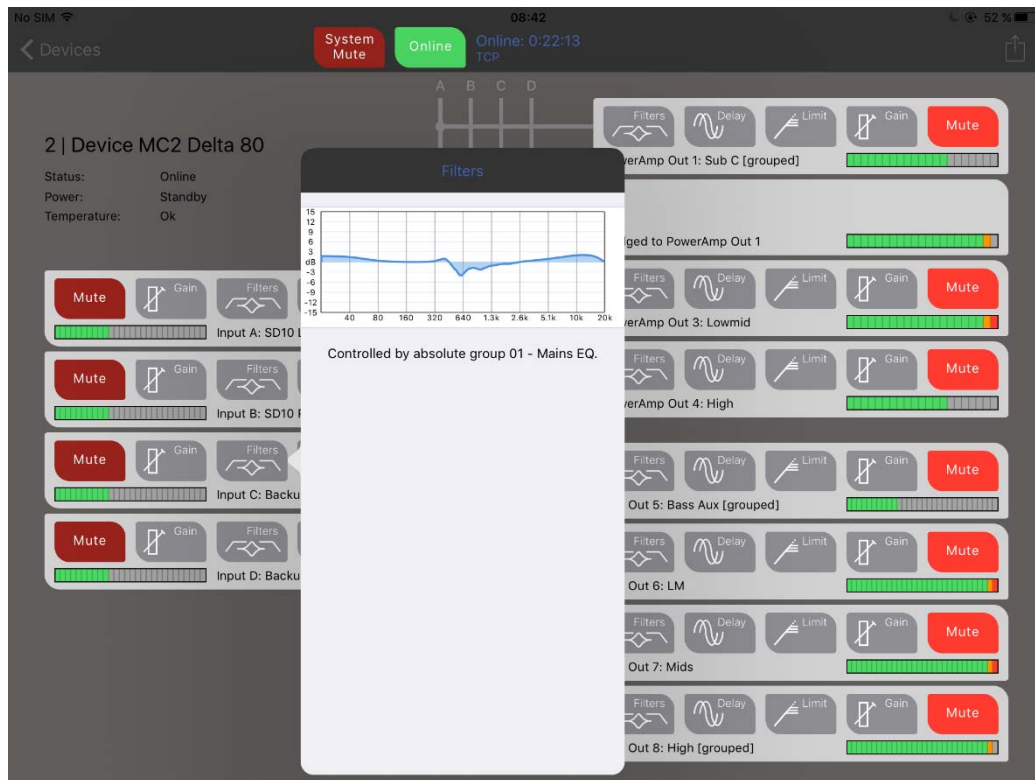 No SIM
08:42
52 %
Devices
System
Mute
Online
Online: 0:22:13
TCP
A B C D
2 | Device MC2 Delta 80
Status: Online
Power: Standby
Temperature: Ok
Mute Gain Filters
Input A: SD10
Mute Gain Filters
Input B: SD10
Mute Gain Filters
Input C:
Mute Gain Filters
Input D:
Filters
15
12
9
6
3
dB
-3
-6
-9
-12
-15
40 80 160 320 640 1.3k 2.6k 5.1k 10k 20k
Controlled by absolute group 01 - Mains EQ.
Filters Delay Limit Gain Mute
Out 1: Sub C [grouped]
to PowerAmp Out 1
Filters Delay Limit Gain Mute
Out 3: Lowmid
Filters Delay Limit Gain Mute
Out 4: High
Filters Delay Limit Gain Mute
Out 5: Bass Aux [grouped]
Filters Delay Limit Gain Mute
Out 6: LM
Filters Delay Limit Gain Mute
Out 7: Mids
Filters Delay Limit Gain Mute
Out 8: High [grouped]